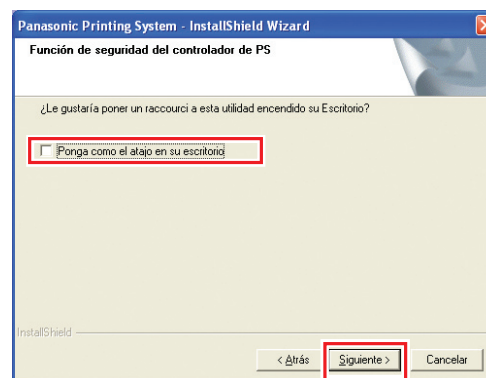 Panasonic Printing System - InstallShield Wizard
Función de seguridad del controlador de PS
¿Le gustaría poner un raccourci a esta utilidad encendido su Escritorio?
Ponga como el atajo en su escritorio
InstallShield
< Atrás Siguiente > Cancelar